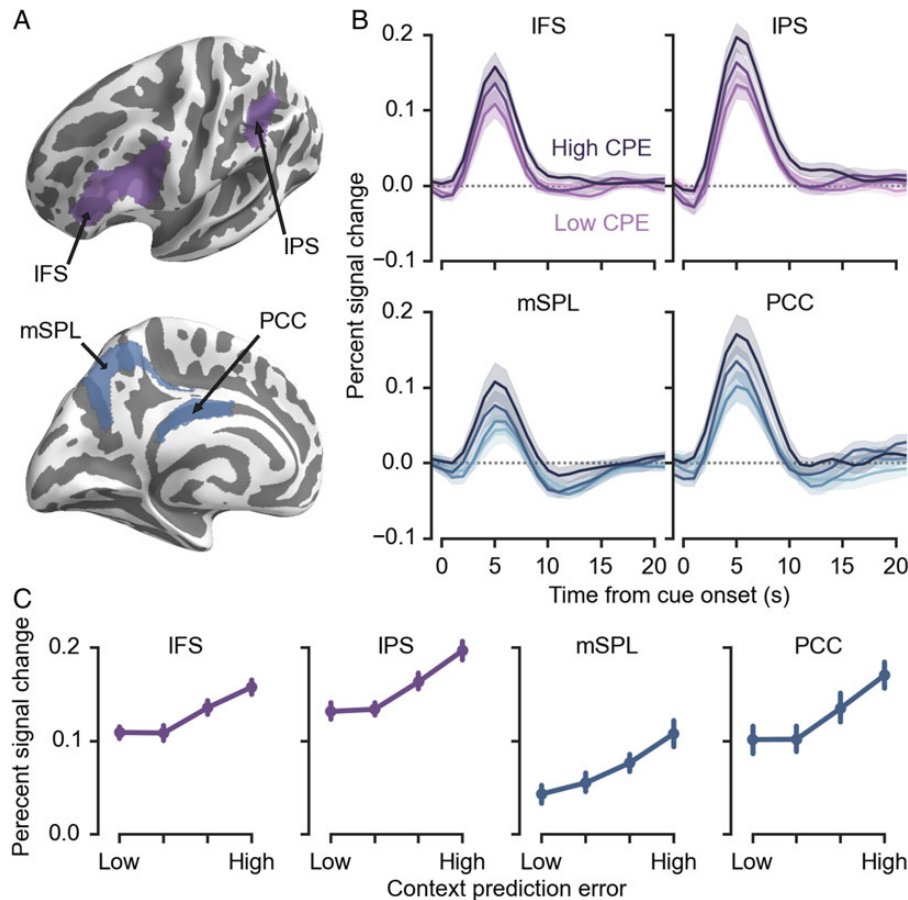 A
IFS
IPS
mSPL
PCC
B
IFS
IPS
0.2
0.1
0.0
−0.1
High CPE
Low CPE
mSPL
PCC
0.2
0.1
0.0
−0.1
Percent signal change
0 5 10 15 20
0 5 10 15 20
Time from cue onset (s)
C
IFS
IPS
mSPL
PCC
0.2
0.1
0.0
Perecent signal change
Low High
Low High
Low High
Low High
Context prediction error